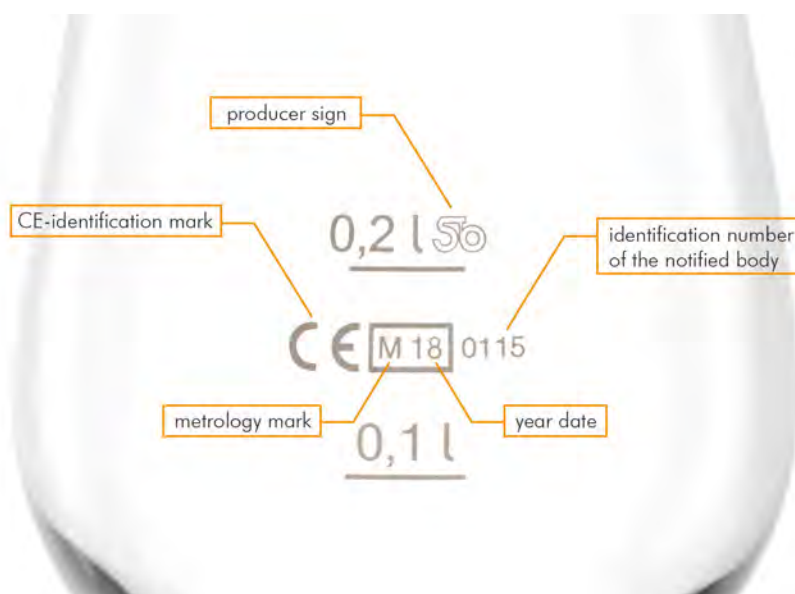 producer sign
CE-identification mark
0,2 l
identification number
of the notified body
CE M 18 0115
metrology mark
year date
0,1 l